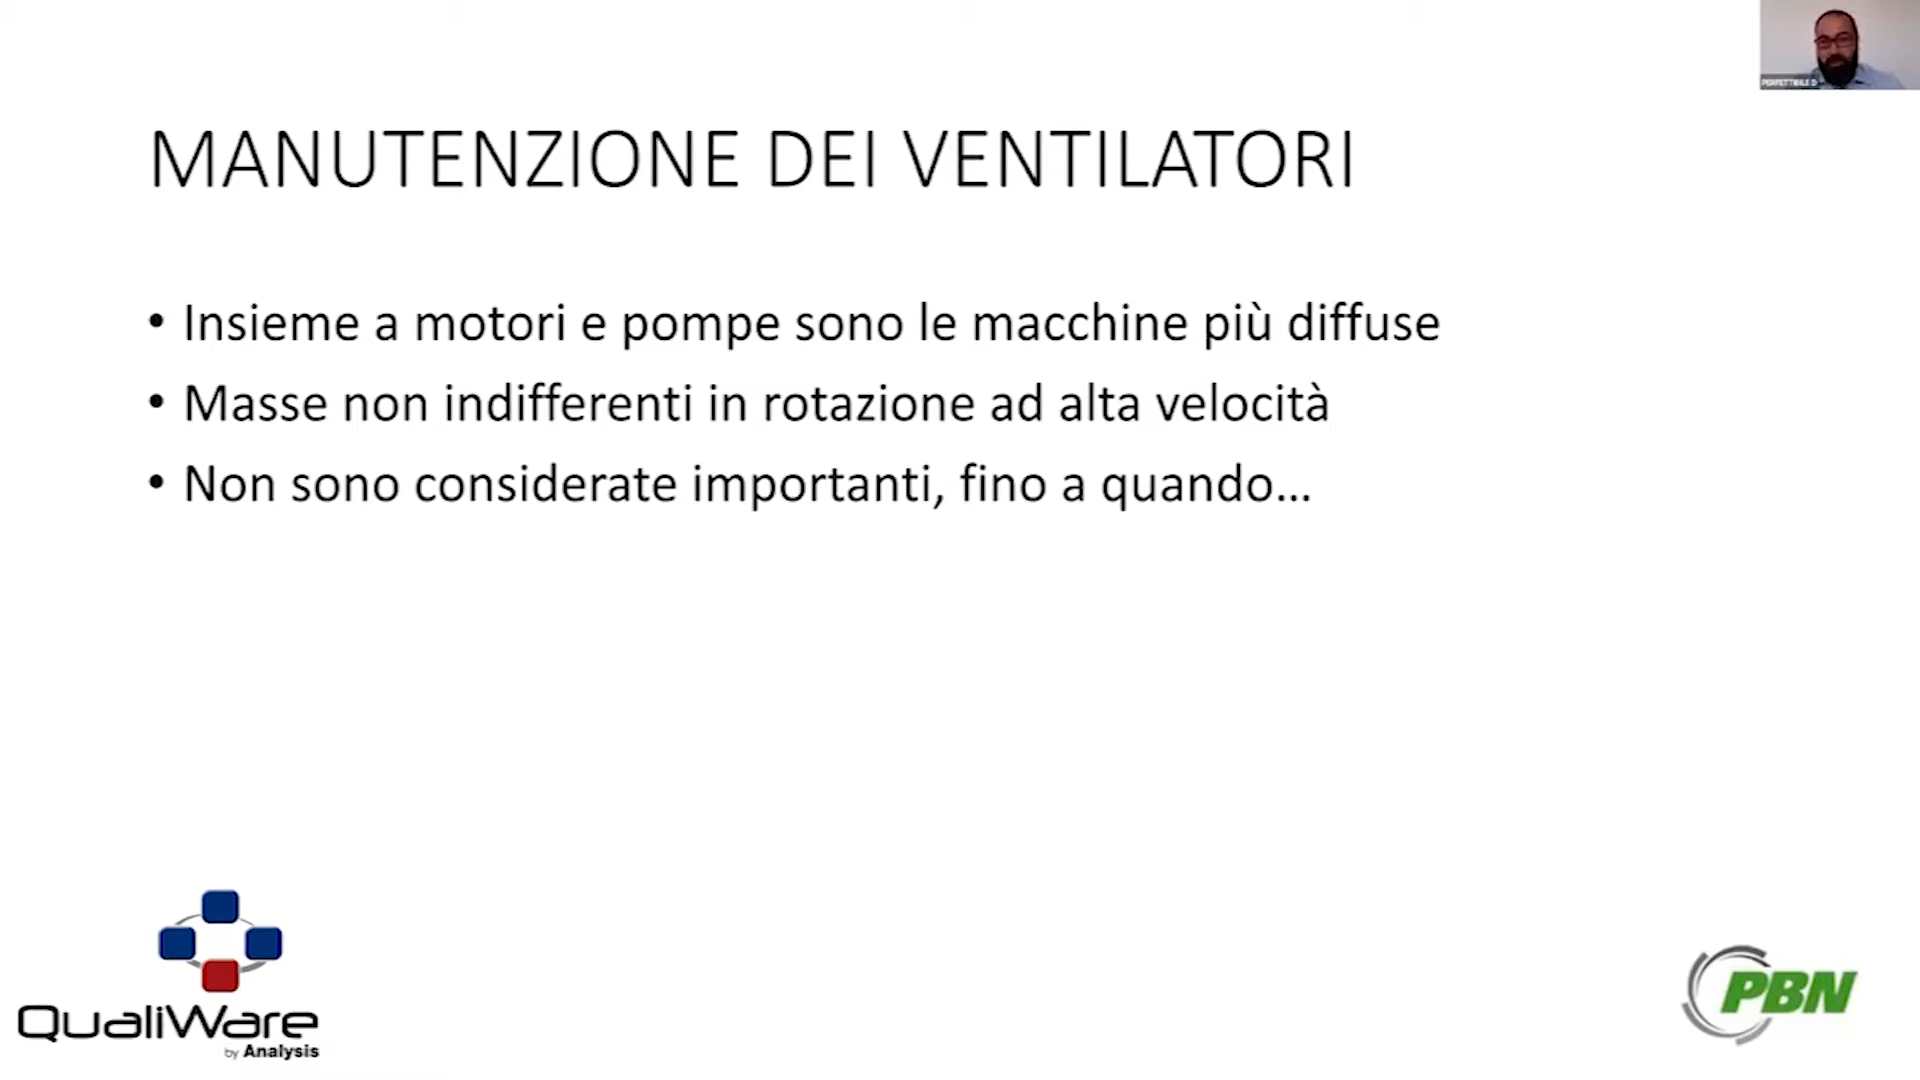 MANUTENZIONE DEI VENTILATORI
• Insieme a motori e pompe sono le macchine più diffuse
• Masse non indifferenti in rotazione ad alta velocità
• Non sono considerate importanti, fino a quando...
QualiWare
by Analysis
PBN